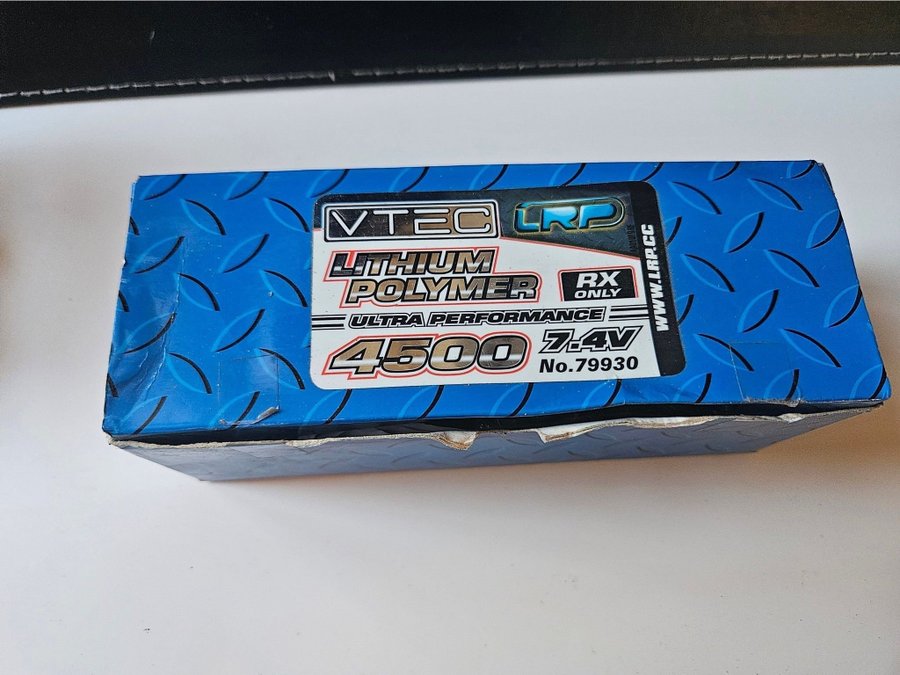 VTEC LRP
LITHIUM
POLYMER
RX
ONLY
ULTRA PERFORMANCE
4500 7.4V
No.79930
WWW.LRP.CC